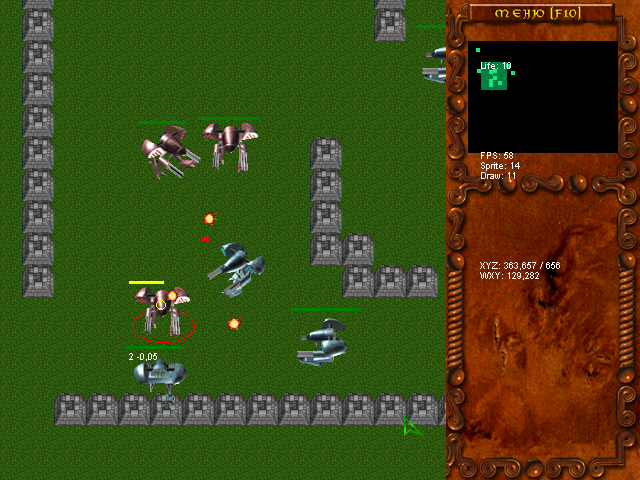 МЕНЮ [F10]
Life: 10
FPS: 58
Sprite: 14
Draw: 11
XYZ: 363,657 / 656
WXY: 129,282
2 -0,05